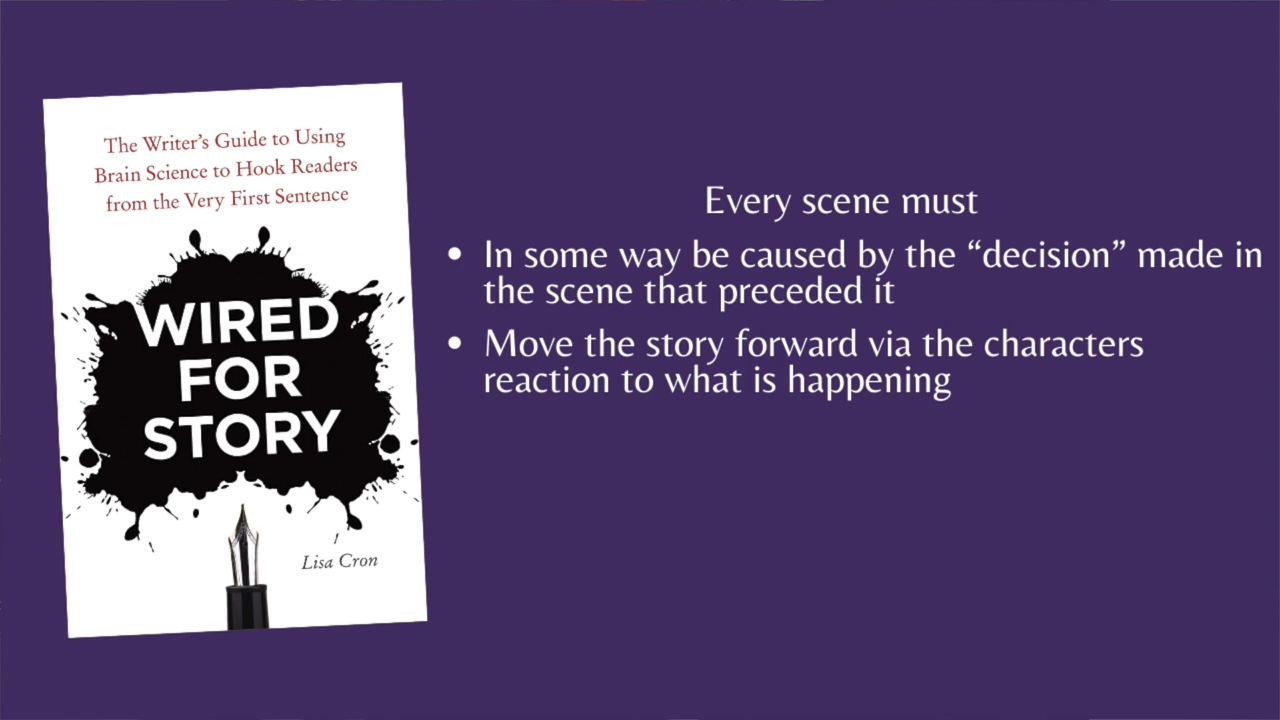 The Writer's Guide to Using
Brain Science to Hook Readers
from the Very First Sentence
WIRED
FOR
STORY
Lisa Cron
Every scene must
• In some way be caused by the “decision” made in
the scene that preceded it
• Move the story forward via the characters
reaction to what is happening